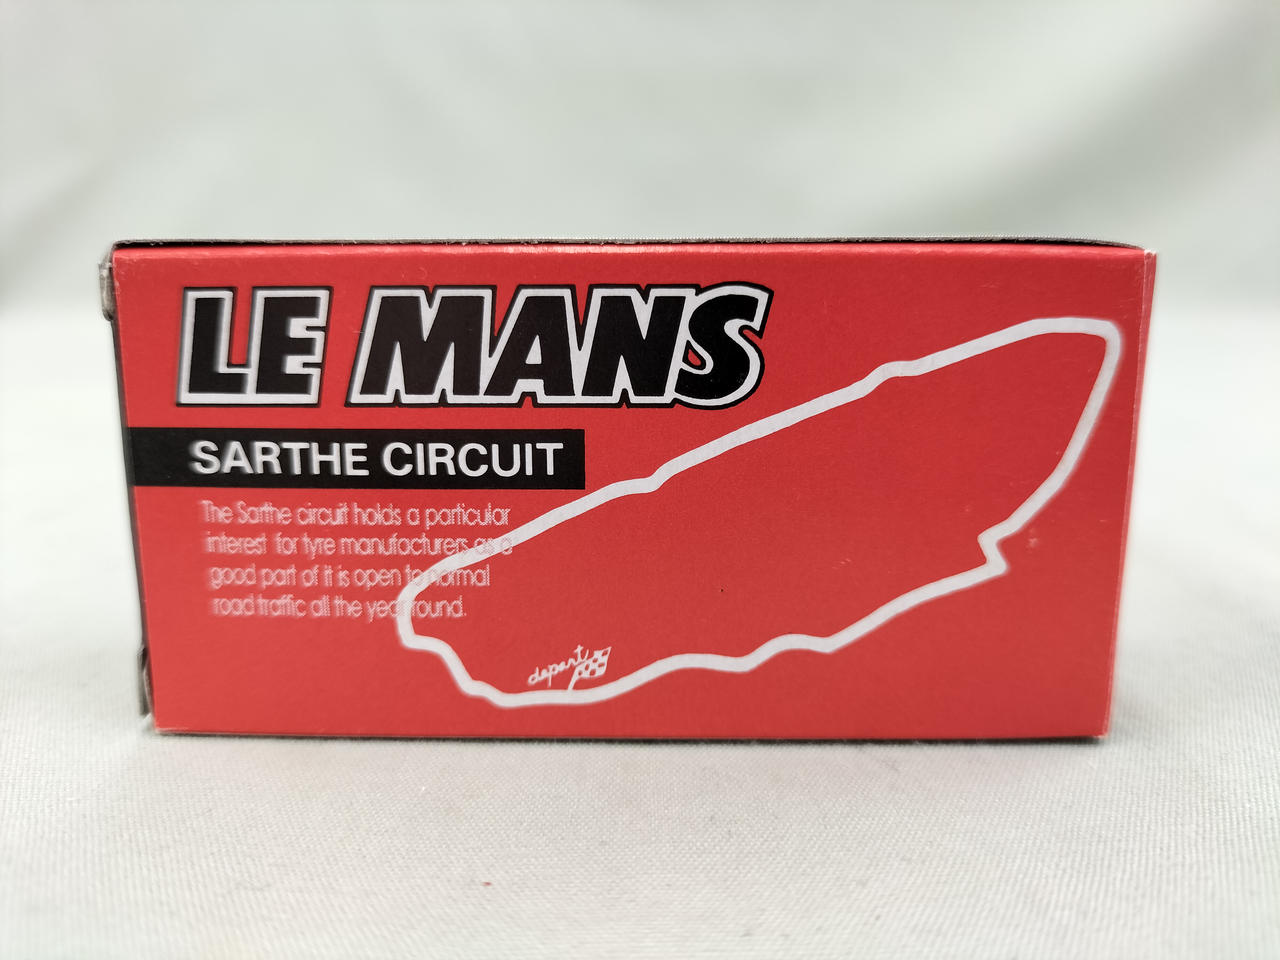 LE MANS
SARTHE CIRCUIT
The Sarthe circuit holds a particular
interest for tyre manufacturers as a
good part of it is open to normal
road traffic all the year round.
depart